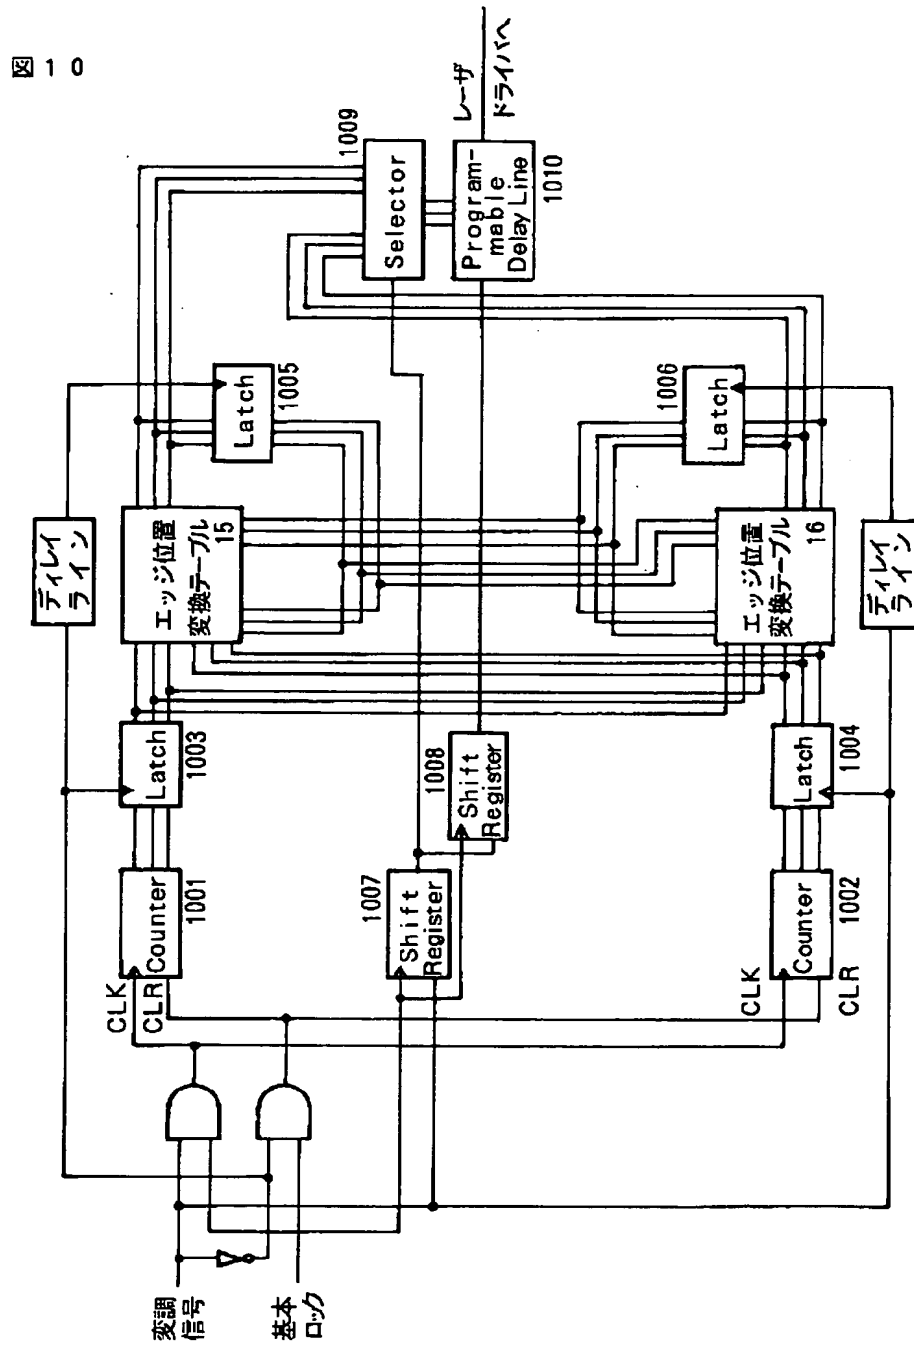 図10
変調
信号
基本
ロック
CLK
CLR
Counter
1001
Latch
1003
エッジ位置
変換テーブル
15
ディレイ
ライン
Latch
1005
Selector
1009
Program-
mable
Delay Line
1010
レーザ
ドライバへ
Shift
Register
1007
Shift
Register
1008
CLK
CLR
Counter
1002
Latch
1004
エッジ位置
変換テーブル
16
ディレイ
ライン
Latch
1006